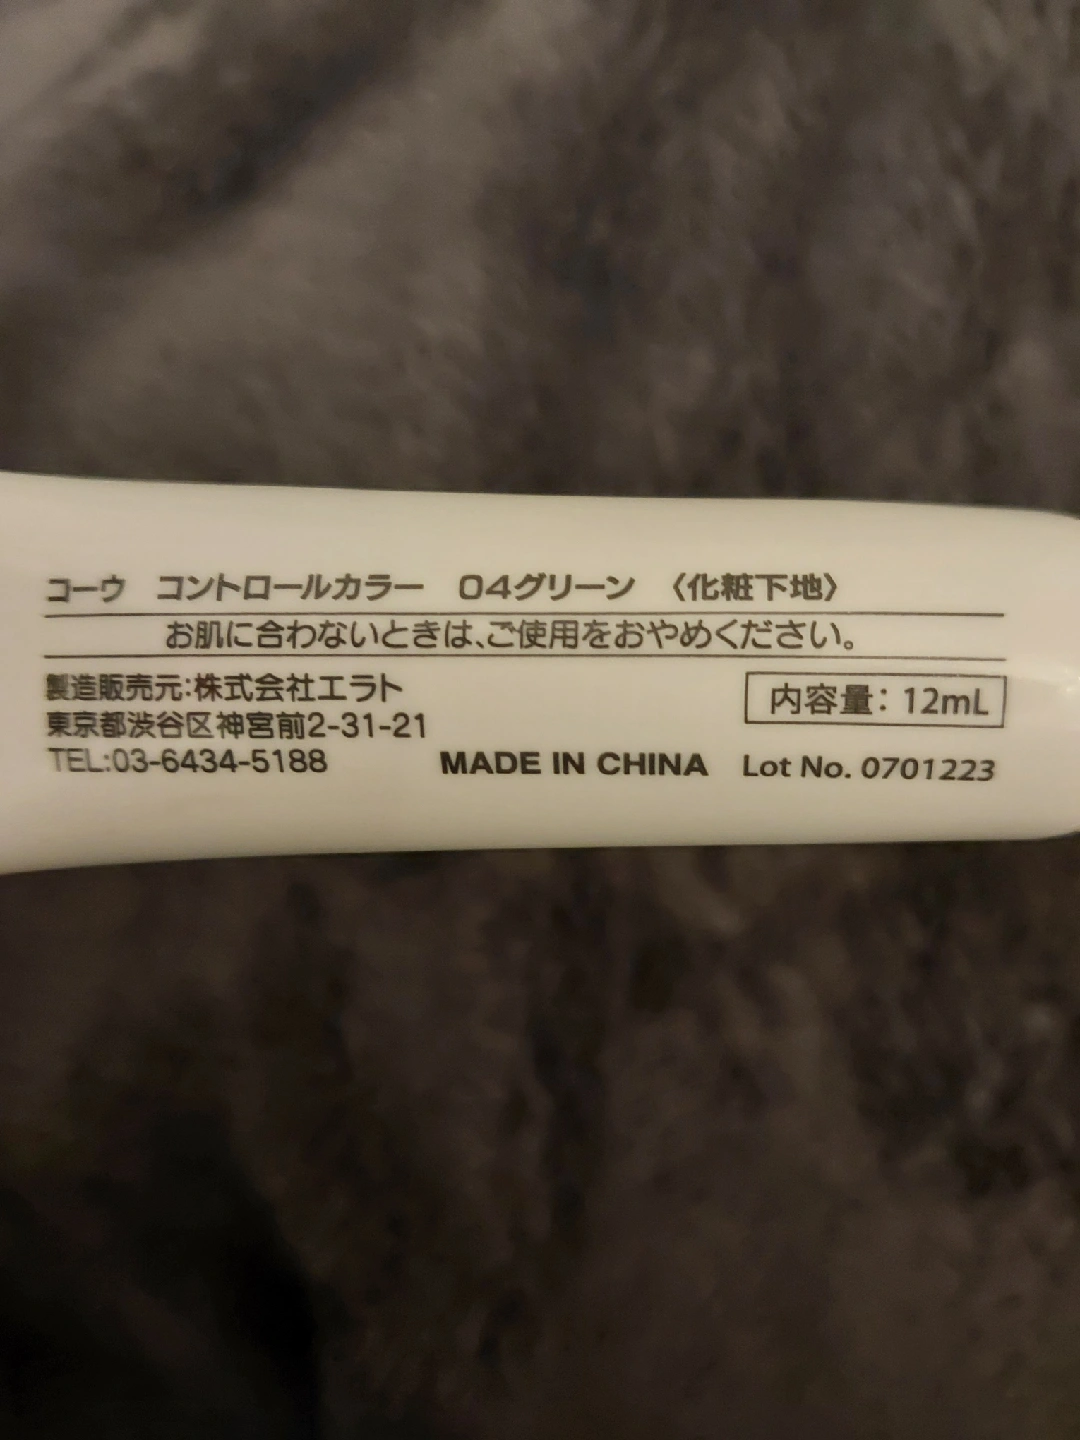 コーウ コントロールカラー 04グリーン 〈化粧下地〉
お肌に合わないときは、ご使用をおやめください。
製造販売元:株式会社エラト
東京都渋谷区神宮前2-31-21
TEL:03-6434-5188
内容量：12mL
MADE IN CHINA
Lot No. 0701223